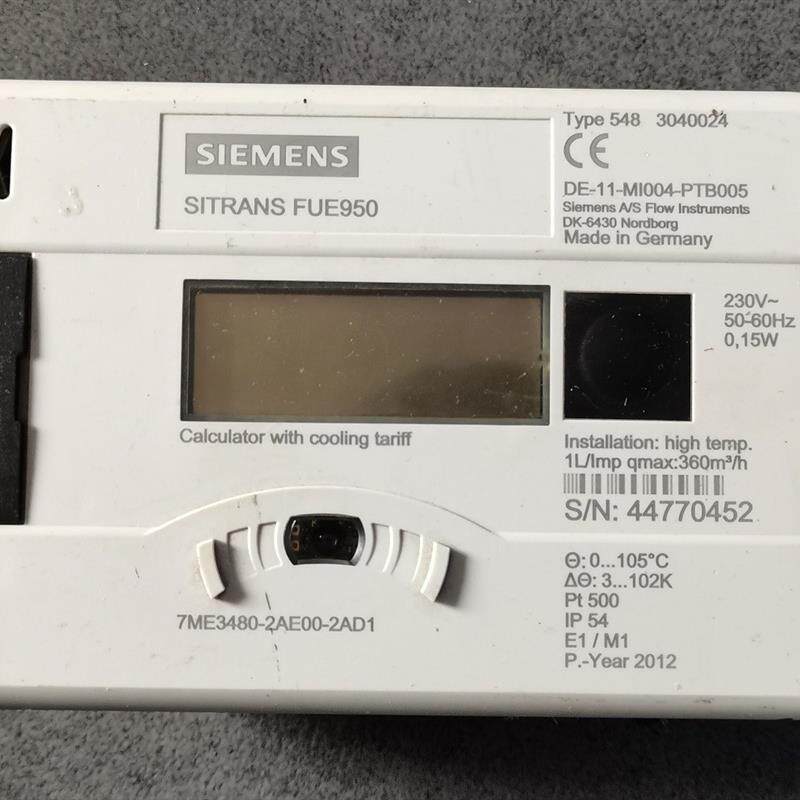 SIEMENS
SITRANS FUE950
Type 548 3040024
CE
DE-11-MI004-PTB005
Siemens A/S Flow Instruments
DK-6430 Nordborg
Made in Germany
230V~
50-60Hz
0,15W
Calculator with cooling tariff
Installation: high temp.
1L/Imp qmax:360m³/h
S/N: 44770452
Θ: 0...105°C
ΔΘ: 3...102K
Pt 500
IP 54
E1 / M1
P.-Year 2012
7ME3480-2AE00-2AD1